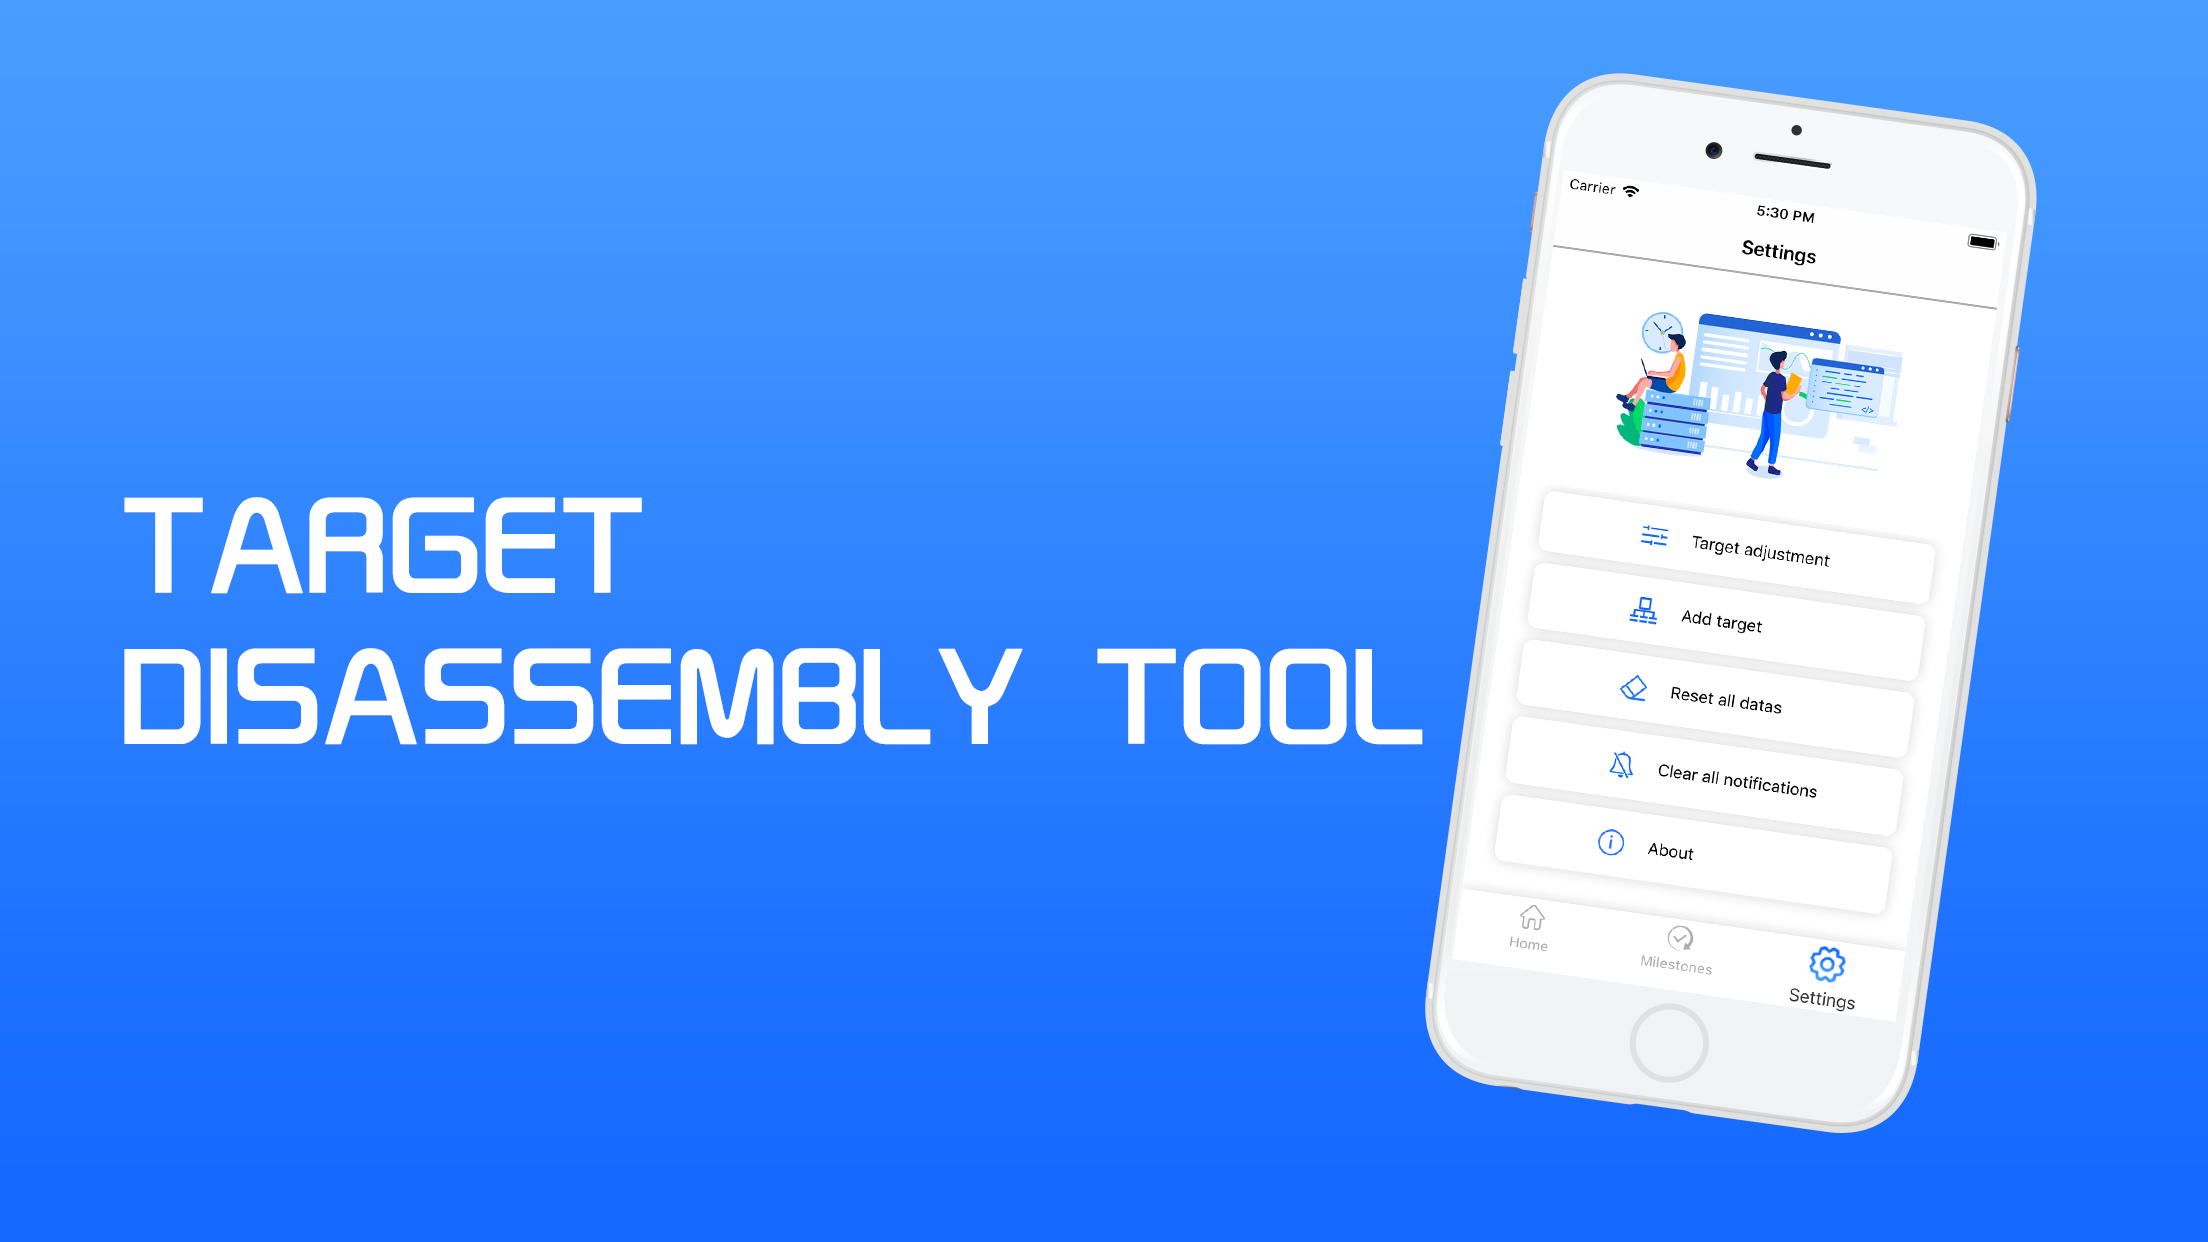 TARGET
DISASSEMBLY TOOL
Carrier
5:30 PM
Settings
Target adjustment
Add target
Reset all datas
Clear all notifications
About
Home
Milestones
Settings